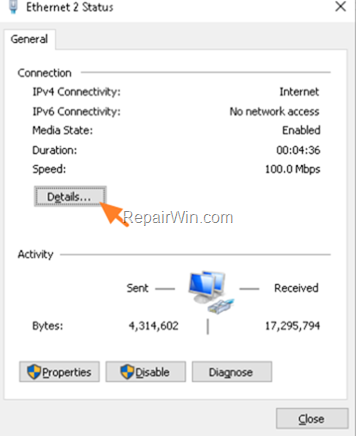 Ethernet 2 Status
General
Connection
IPv4 Connectivity: Internet
IPv6 Connectivity: No network access
Media State: Enabled
Duration: 00:04:36
Speed: 100.0 Mbps
Details...
RepairWin.com
Activity
Sent Received
Bytes: 4,314,602 17,295,794
Properties Disable Diagnose
Close